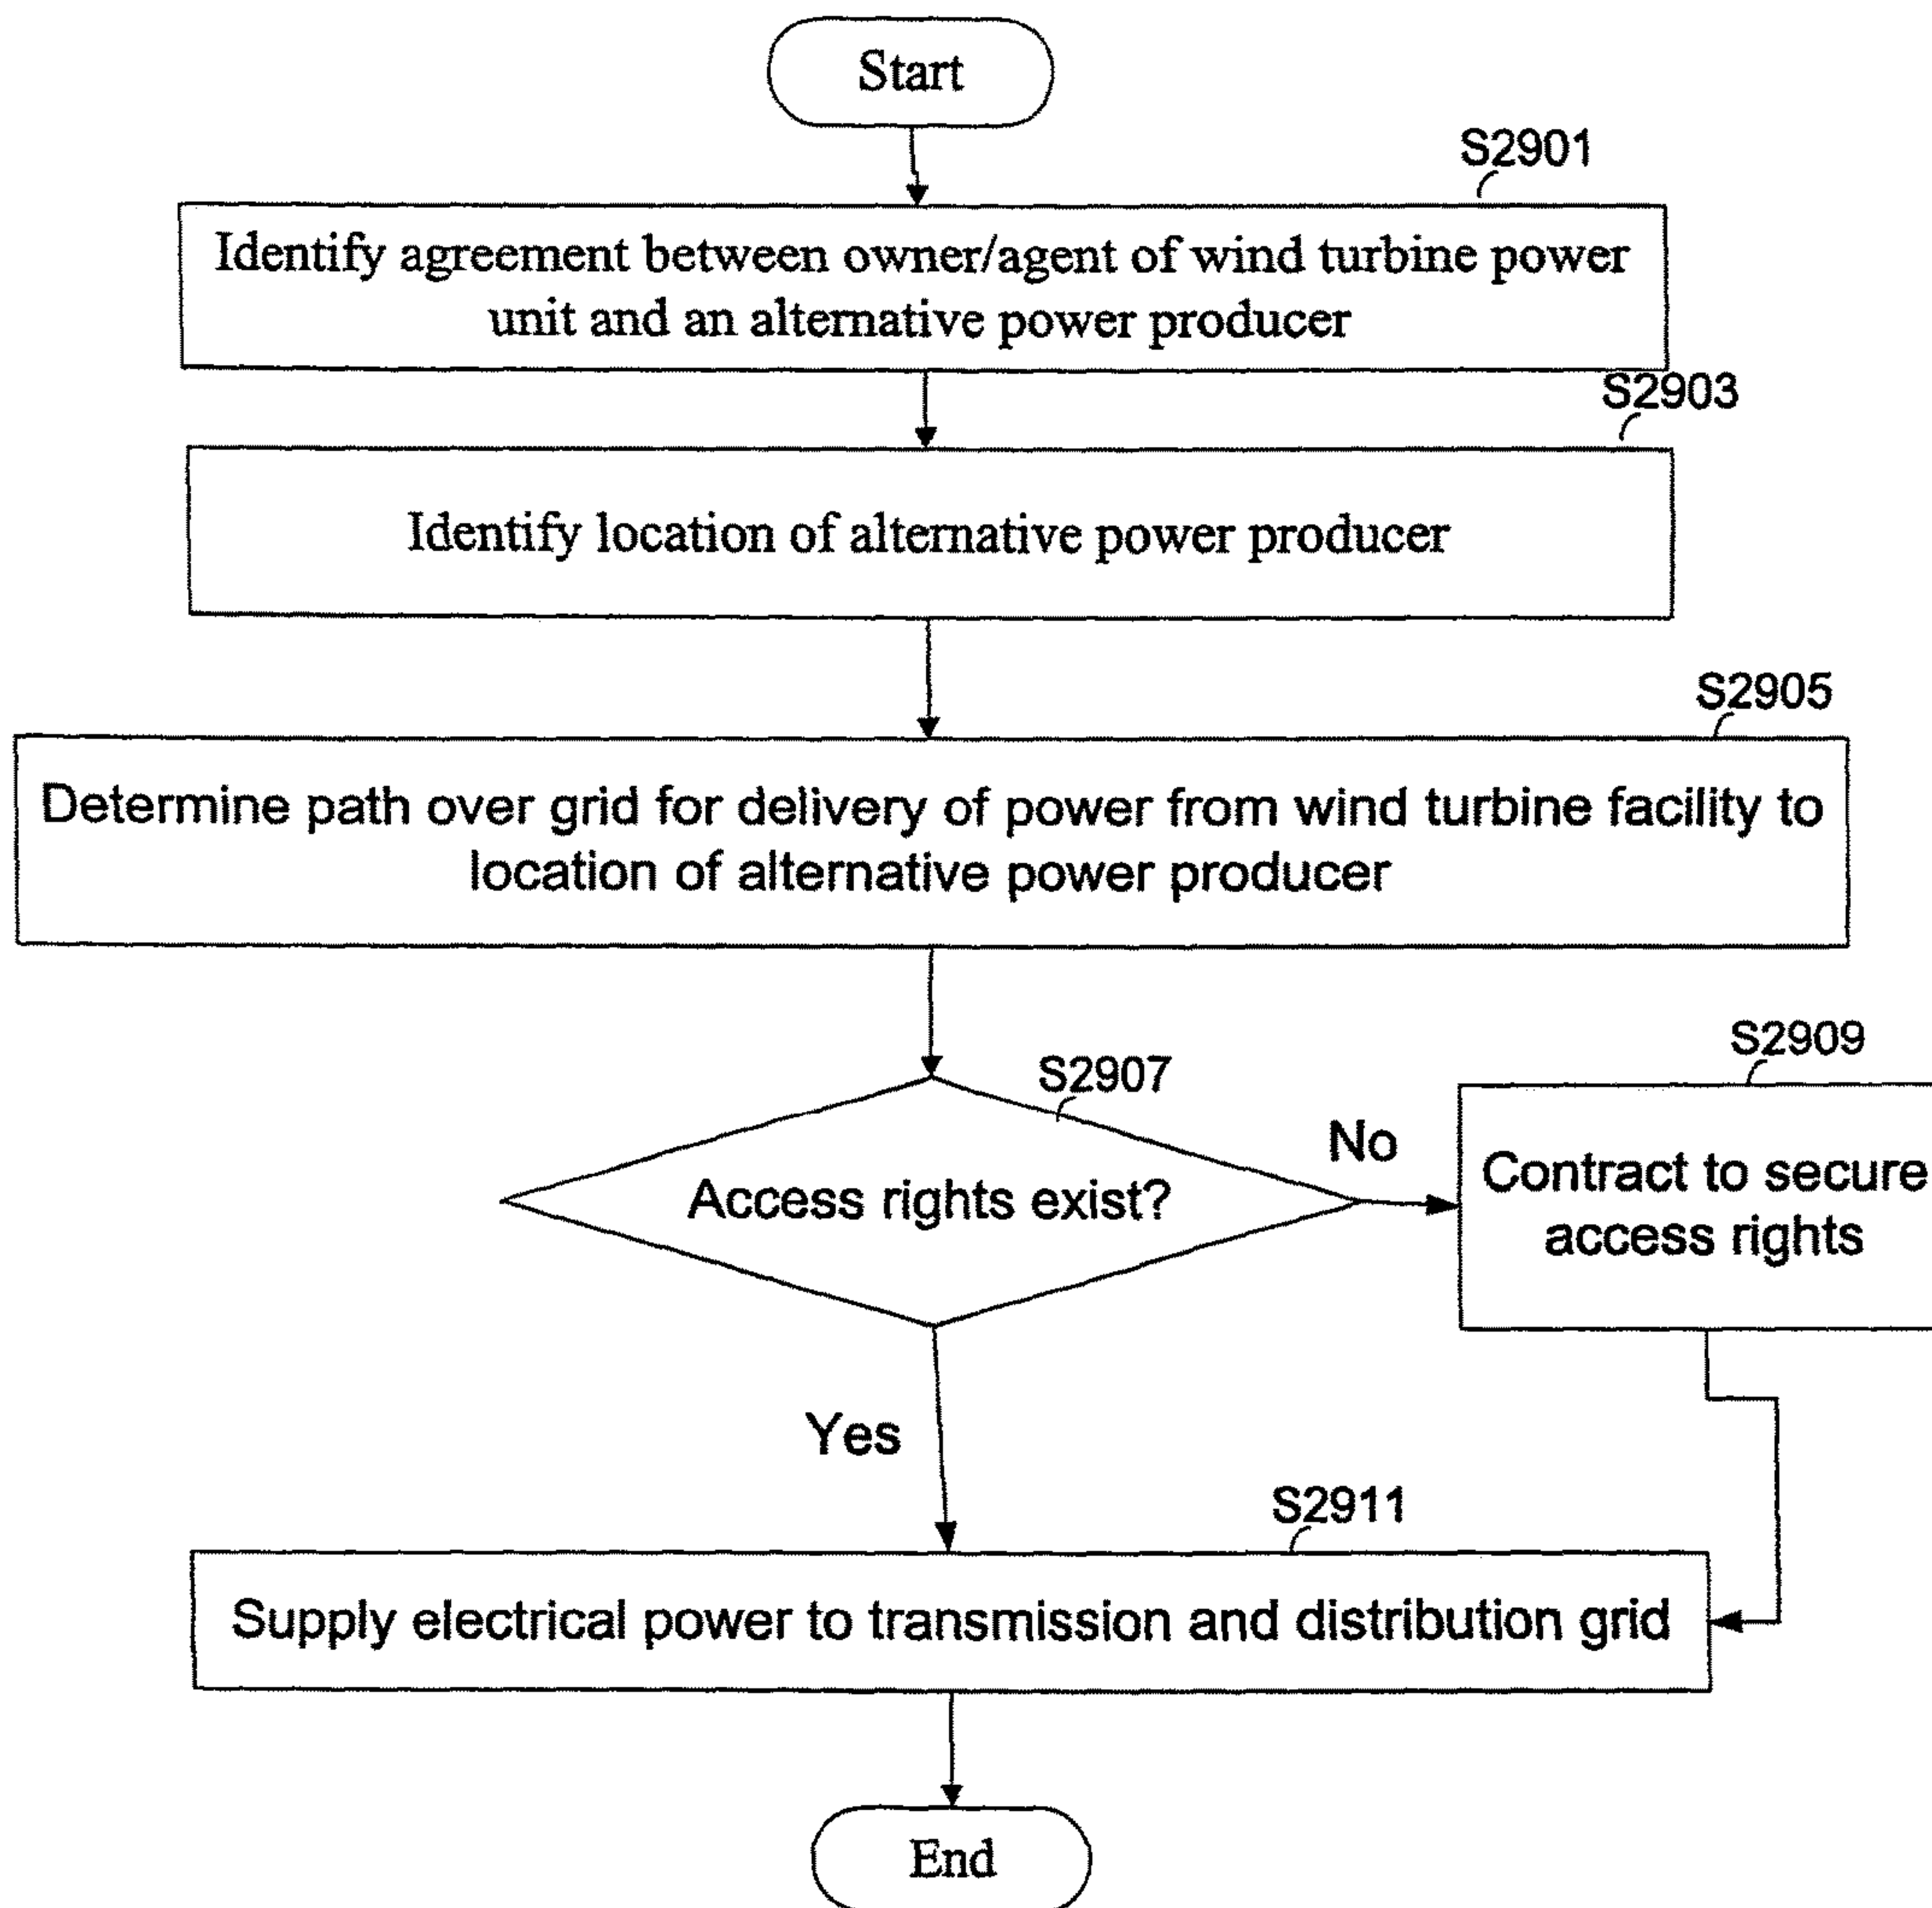 Start
S2901
Identify agreement between owner/agent of wind turbine power
unit and an alternative power producer
S2903
Identify location of alternative power producer
S2905
Determine path over grid for delivery of power from wind turbine facility to
location of alternative power producer
S2907
Access rights exist?
No
S2909
Contract to secure
access rights
Yes
S2911
Supply electrical power to transmission and distribution grid
End